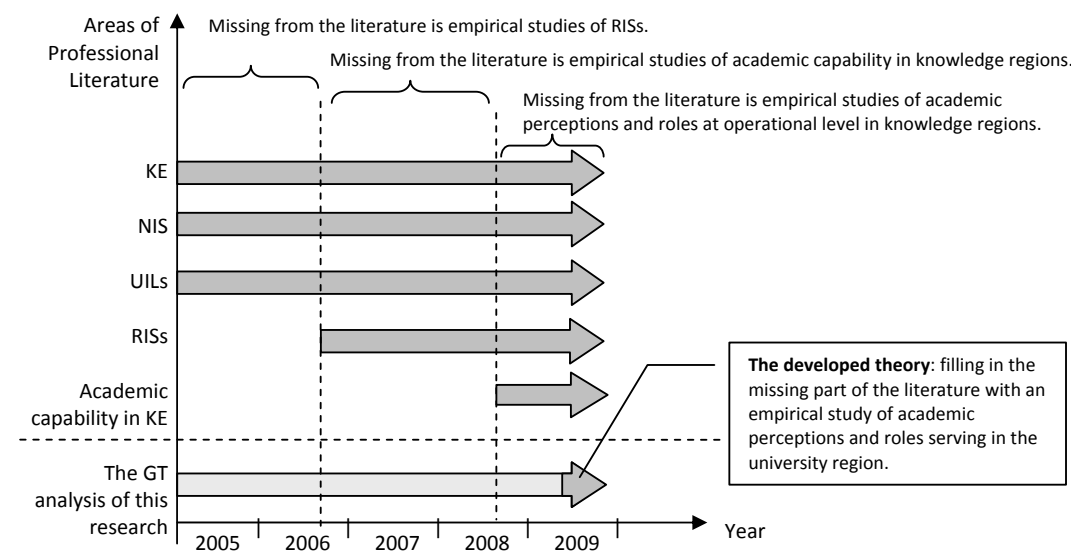 Areas of
Professional
Literature
Missing from the literature is empirical studies of RISs.
Missing from the literature is empirical studies of academic capability in knowledge regions.
Missing from the literature is empirical studies of academic
perceptions and roles at operational level in knowledge regions.
KE
NIS
UILs
RISs
Academic
capability in KE
The developed theory: filling in the
missing part of the literature with an
empirical study of academic
perceptions and roles serving in the
university region.
The GT
analysis of this
research
2005 2006 2007 2008 2009
Year